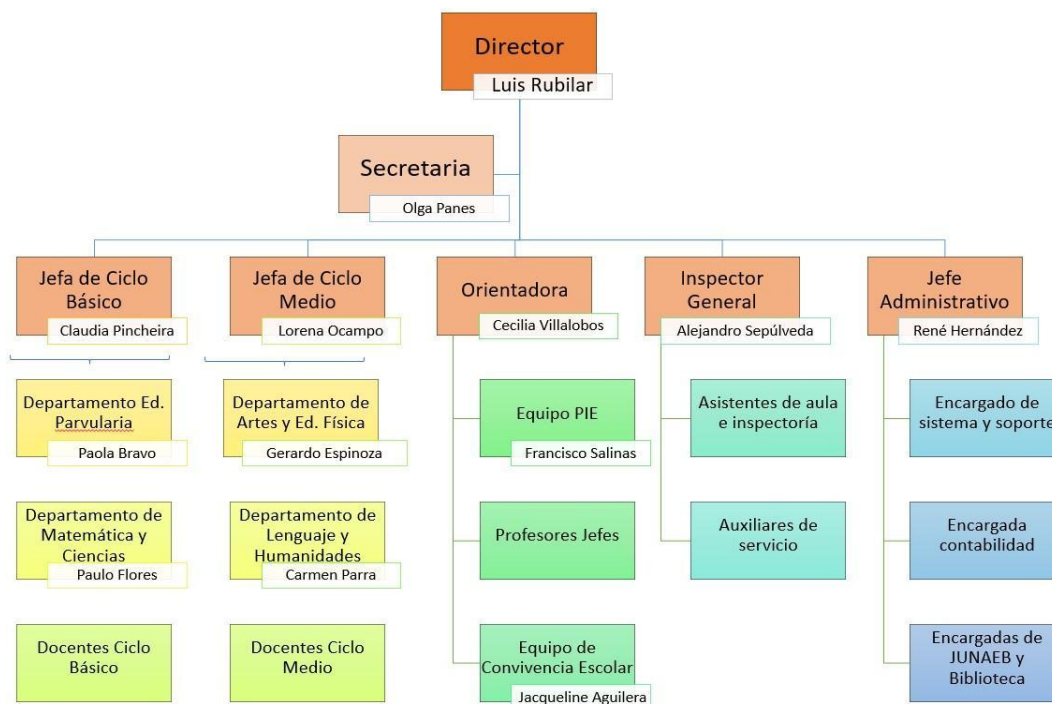 Director
Luis Rubilar
Secretaria
Olga Panes
Jefa de Ciclo
Básico
Claudia Pincheira
Jefa de Ciclo
Medio
Lorena Ocampo
Orientadora
Cecilia Villalobos
Inspector
General
Alejandro Sepúlveda
Jefe
Administrativo
René Hernández
Departamento Ed.
Parvularia
Paola Bravo
Departamento de
Artes y Ed. Física
Gerardo Espinoza
Equipo PIE
Francisco Salinas
Asistentes de aula
e inspectoría
Encargado de
sistema y soporte
Departamento de
Matemática y
Ciencias
Paulo Flores
Departamento de
Lenguaje y
Humanidades
Carmen Parra
Profesores Jefes
Auxiliares de
servicio
Encargada
contabilidad
Docentes Ciclo
Básico
Docentes Ciclo
Medio
Equipo de
Convivencia Escolar
Jacqueline Aguilera
Encargadas de
JUNAEB y
Biblioteca